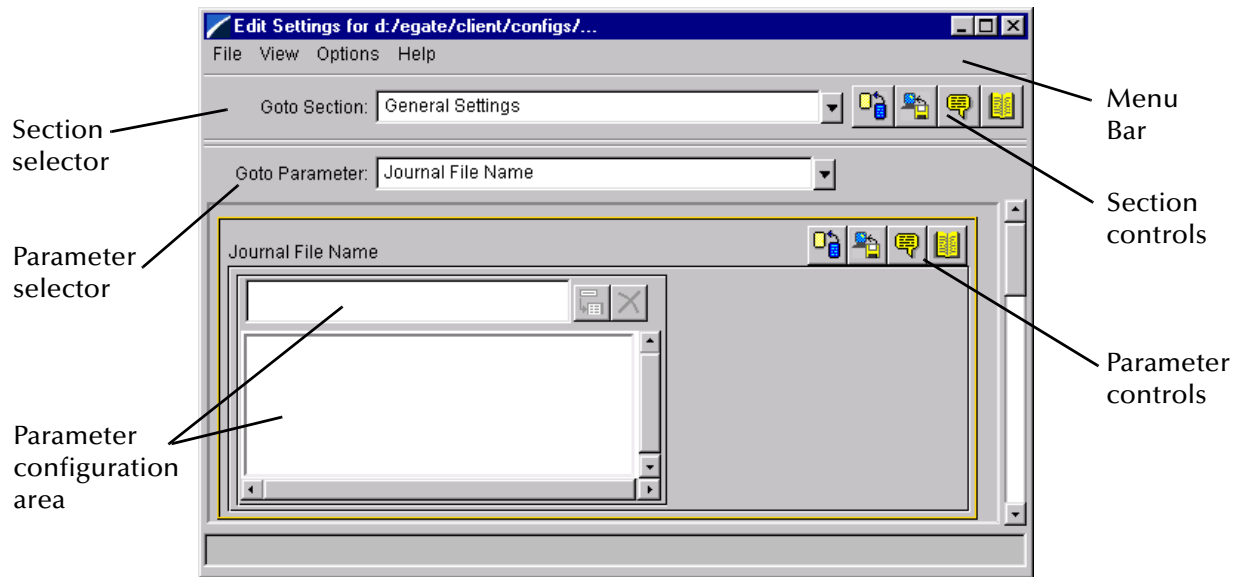 Edit Settings for d:/egate/client/configs/...
File View Options Help
Goto Section: General Settings
Menu
Bar
Section
selector
Goto Parameter: Journal File Name
Section
controls
Parameter
selector
Journal File Name
Parameter
controls
Parameter
configuration
area